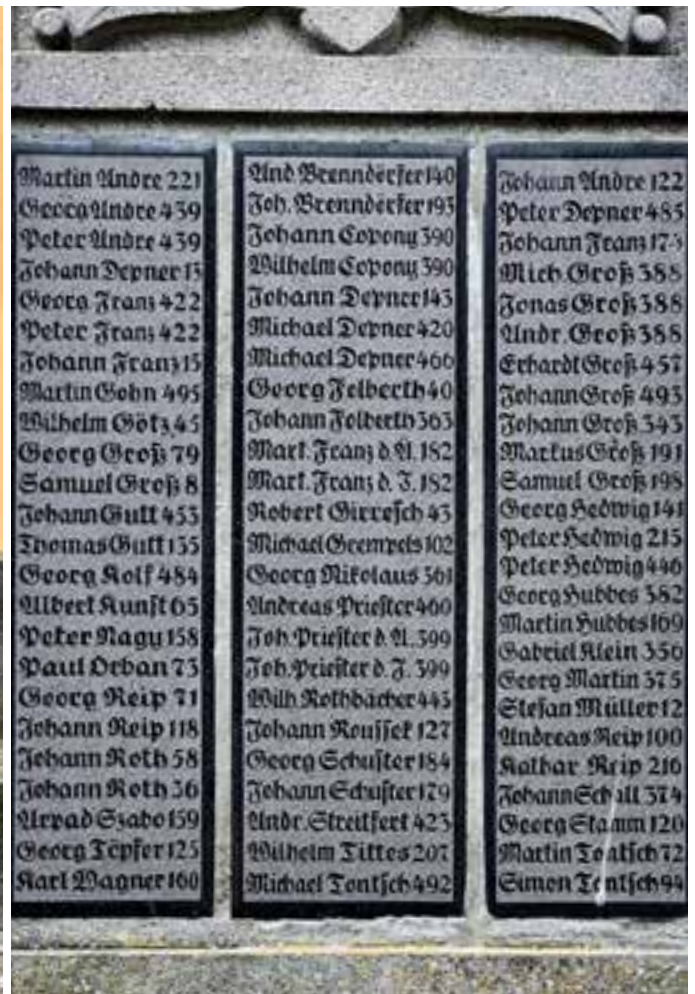 Martin Andre 221
Georg Andre 439
Peter Andre 439
Johann Depner 13
Georg Franz 422
Peter Franz 422
Johann Franz 15
Martin Gohn 495
Wilhelm Götz 45
Georg Groß 79
Samuel Groß 8
Johann Gutt 453
Thomas Gutt 135
Georg Kolf 484
Albert Kunst 65
Peter Nagy 158
Paul Orban 73
Georg Reip 71
Johann Reip 118
Johann Roth 58
Johann Roth 36
Arpad Szabo 159
Georg Töpfer 125
Karl Wagner 160
And Brenndörfer 140
Joh. Brenndörfer 193
Johann Copony 390
Wilhelm Copony 390
Johann Depner 143
Michael Depner 420
Michael Depner 466
Georg Felberth 40
Johann Folberth 363
Mart. Franz d. A. 182
Mart. Franz d. J. 182
Robert Girresch 43
Michael Grempels 102
Georg Nikolaus 361
Andreas Priester 460
Joh. Priester d. A. 399
Joh. Priester d. J. 399
Wilh. Rothbächer 443
Johann Roussek 127
Georg Schuster 184
Johann Schuster 179
Andr. Streitfert 423
Wilhelm Tittes 207
Michael Tontsch 492
Johann Andre 122
Peter Depner 485
Johann Franz
Mich. Groß 388
Jonas Groß 388
Andr. Groß 388
Erhardt Groß 457
Johann Groß 493
Johann Groß 343
Markus Groß 191
Samuel Groß 198
Georg Hedwig 141
Peter Hedwig 215
Peter Hedwig 446
Georg Hubbes 382
Martin Hubbes 169
Gabriel Klein 356
Georg Martin 375
Stefan Müller 12
Andreas Reip 100
Kathar Reip 216
Johann Schall 374
Georg Stamm 120
Martin Tontsch 72
Simon Tontsch 94